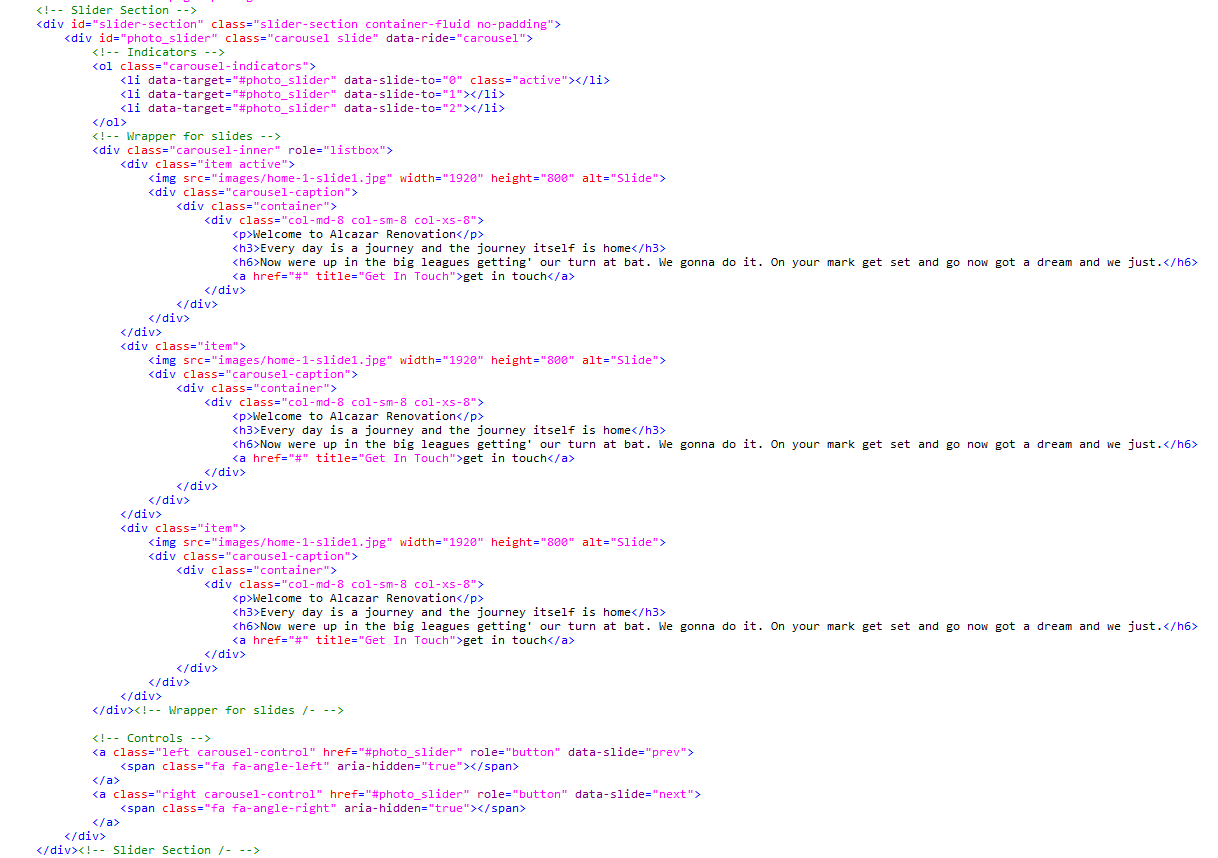 <!-- Slider Section -->
<div id="slider-section" class="slider-section container-fluid no-padding">
<div id="photo_slider" class="carousel slide" data-ride="carousel">
<!-- Indicators -->
<ol class="carousel-indicators">
<li data-target="#photo_slider" data-slide-to="0" class="active"></li>
<li data-target="#photo_slider" data-slide-to="1"></li>
<li data-target="#photo_slider" data-slide-to="2"></li>
</ol>
<!-- Wrapper for slides -->
<div class="carousel-inner" role="listbox">
<div class="item active">
<img src="images/home-1-slide1.jpg" width="1920" height="800" alt="Slide">
<div class="carousel-caption">
<div class="container">
<div class="col-md-8 col-sm-8 col-xs-8">
<p>Welcome to Alcazar Renovation</p>
<h3>Every day is a journey and the journey itself is home</h3>
<h6>Now were up in the big leagues getting' our turn at bat. We gonna do it. On your mark get set and go now got a dream and we just.</h6>
<a href="#" title="Get In Touch">get in touch</a>
</div>
</div>
</div>
</div>
<div class="item">
<img src="images/home-1-slide1.jpg" width="1920" height="800" alt="Slide">
<div class="carousel-caption">
<div class="container">
<div class="col-md-8 col-sm-8 col-xs-8">
<p>Welcome to Alcazar Renovation</p>
<h3>Every day is a journey and the journey itself is home</h3>
<h6>Now were up in the big leagues getting' our turn at bat. We gonna do it. On your mark get set and go now got a dream and we just.</h6>
<a href="#" title="Get In Touch">get in touch</a>
</div>
</div>
</div>
</div>
<div class="item">
<img src="images/home-1-slide1.jpg" width="1920" height="800" alt="Slide">
<div class="carousel-caption">
<div class="container">
<div class="col-md-8 col-sm-8 col-xs-8">
<p>Welcome to Alcazar Renovation</p>
<h3>Every day is a journey and the journey itself is home</h3>
<h6>Now were up in the big leagues getting' our turn at bat. We gonna do it. On your mark get set and go now got a dream and we just.</h6>
<a href="#" title="Get In Touch">get in touch</a>
</div>
</div>
</div>
</div>
</div><!-- Wrapper for slides /- -->
<!-- Controls -->
<a class="left carousel-control" href="#photo_slider" role="button" data-slide="prev">
<span class="fa fa-angle-left" aria-hidden="true"></span>
</a>
<a class="right carousel-control" href="#photo_slider" role="button" data-slide="next">
<span class="fa fa-angle-right" aria-hidden="true"></span>
</a>
</div>
</div><!-- Slider Section /- -->